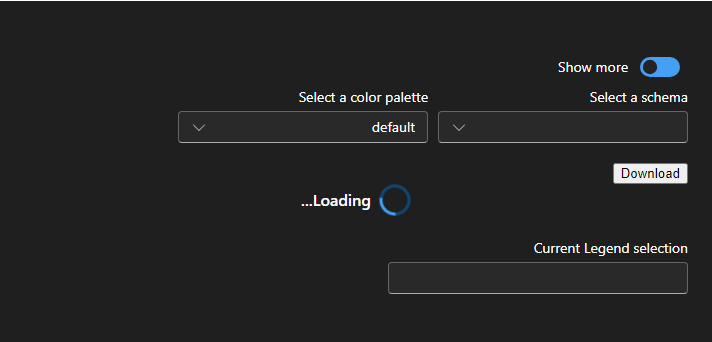 Show more
Select a schema
Select a color palette
default
Download
...Loading
Current Legend selection